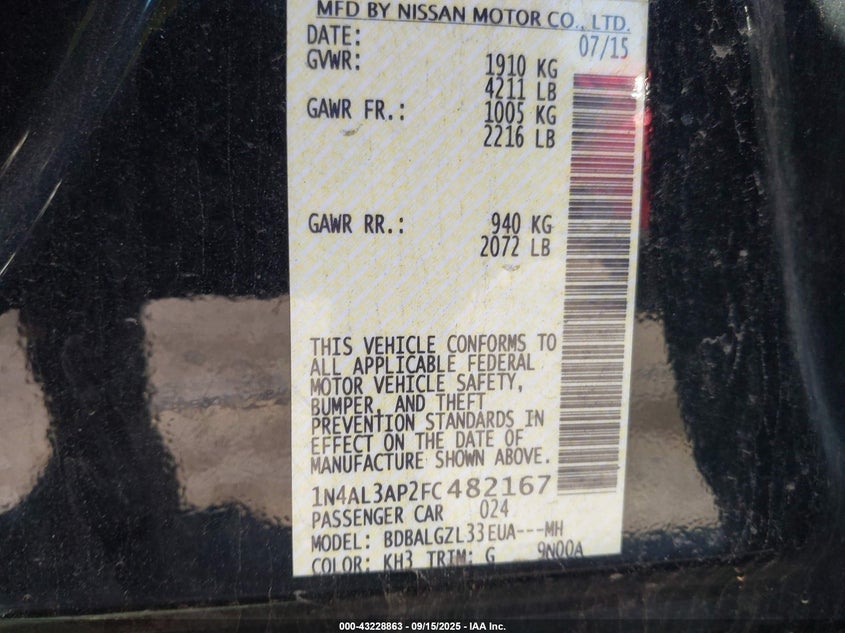 MFD BY NISSAN MOTOR CO., LTD.
DATE: 07/15
GVWR: 1910 KG
4211 LB
GAWR FR.: 1005 KG
2216 LB
GAWR RR.: 940 KG
2072 LB
THIS VEHICLE CONFORMS TO
ALL APPLICABLE FEDERAL
MOTOR VEHICLE SAFETY,
BUMPER, AND THEFT
PREVENTION STANDARDS IN
EFFECT ON THE DATE OF
MANUFACTURE SHOWN ABOVE.
1N4AL3AP2FC482167
PASSENGER CAR 024
MODEL: BDBALGZL33EUA---MH
COLOR: KH3 TRIM: G 9N00A
000-43228863 - 09/15/2025 - IAA Inc.